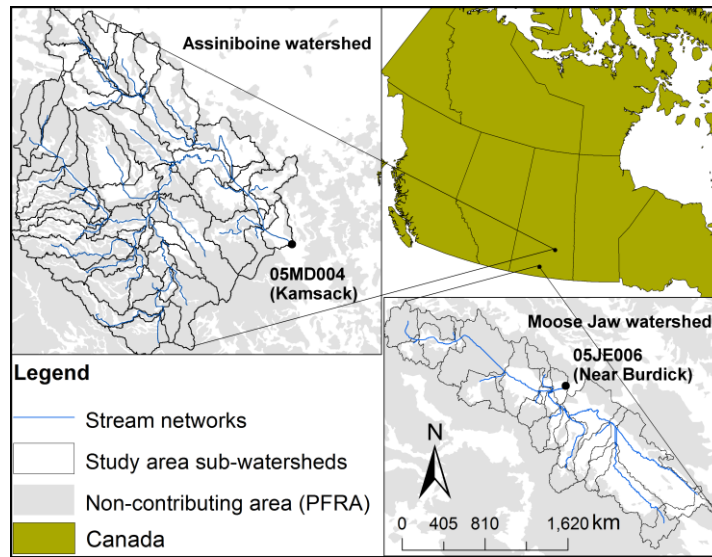 Assiniboine watershed
05MD004
(Kamsack)
Moose Jaw watershed
05JE006
(Near Burdick)
Legend
Stream networks
Study area sub-watersheds
Non-contributing area (PFRA)
Canada
N
0 405 810 1,620 km